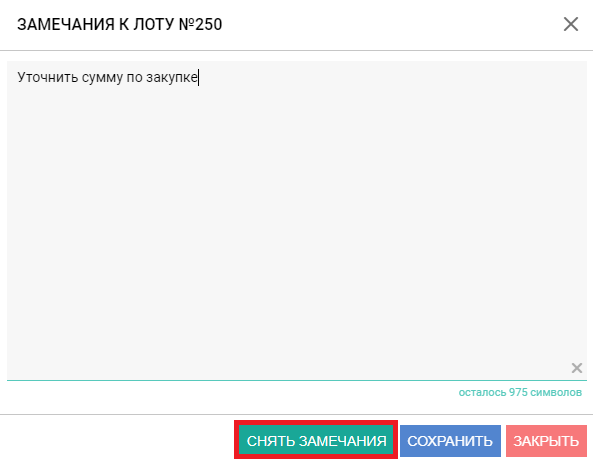 ЗАМЕЧАНИЯ К ЛОТУ №250
Уточнить сумму по закупке
осталось 975 символов
СНЯТЬ ЗАМЕЧАНИЯ СОХРАНИТЬ ЗАКРЫТЬ